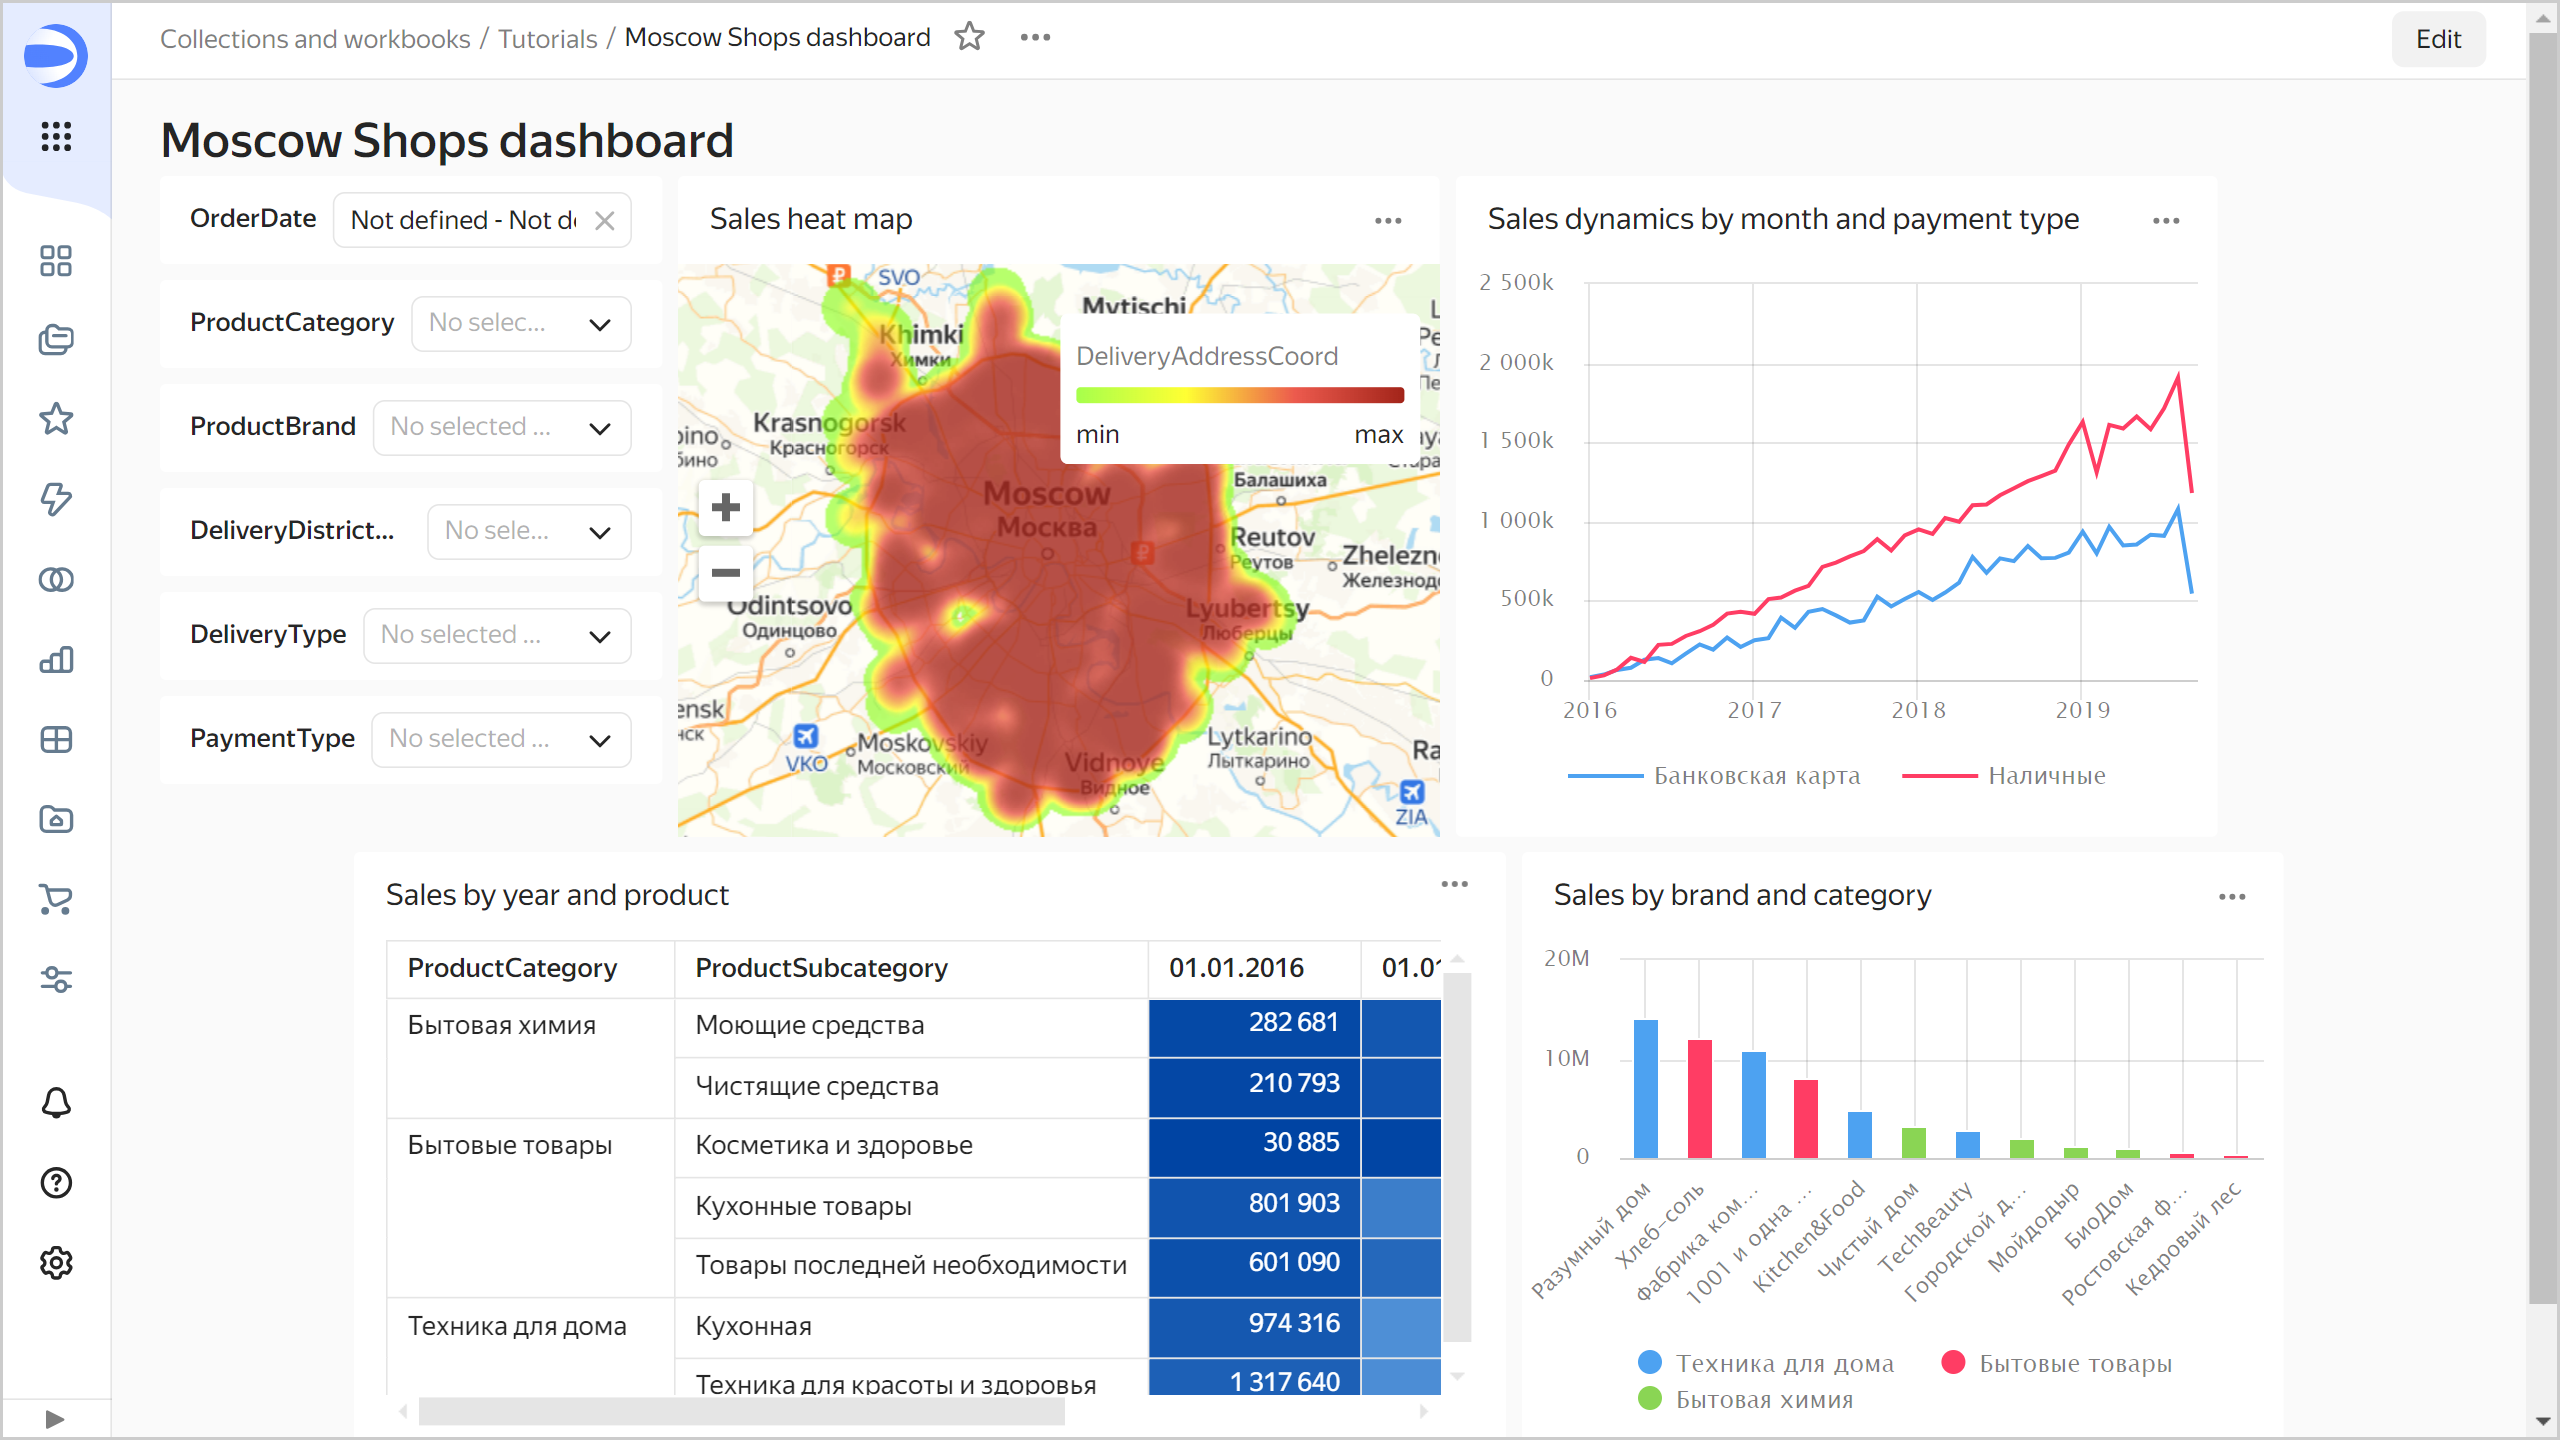 Collections and workbooks / Tutorials / Moscow Shops dashboard
Edit
Moscow Shops dashboard
OrderDate
Not defined - Not
ProductCategory
No selec...
ProductBrand
No selected ...
DeliveryDistrict...
No sele...
DeliveryType
No selected ...
PaymentType
No selected ...
Sales heat map
SVO
Mytischi
Khimki
Химки
DeliveryAddressCoord
min
max
Krasnogorsk
Красногорск
Moscow
Москва
Балашиха
Reutov
Реутов
Железнод
Odintsovo
Одинцово
Lyubertsy
Люберцы
VKO
Moskovskiy
Московский
Vidnoye
Видное
Lytkarino
Лыткарино
ZIA
Sales dynamics by month and payment type
2 500k
2 000k
1 500k
1 000k
500k
0
2016
2017
2018
2019
Банковская карта
Наличные
Sales by year and product
ProductCategory ProductSubcategory 01.01.2016 01.01
Бытовая химия Моющие средства 282 681
Чистящие средства 210 793
Бытовые товары Косметика и здоровье 30 885
Кухонные товары 801 903
Товары последней необходимости 601 090
Техника для дома Кухонная 974 316
Техника для красоты и здоровья 1 317 640
Sales by brand and category
20M
10M
0
Разумный дом
Хлеб-соль
Фабрика ком...
1001 и одна ...
Kitchen&Food
Чистый дом
TechBeauty
Городской д...
Мойдодыр
БиоДом
Ростовская ф...
Кедровый лес
Техника для дома
Бытовые товары
Бытовая химия